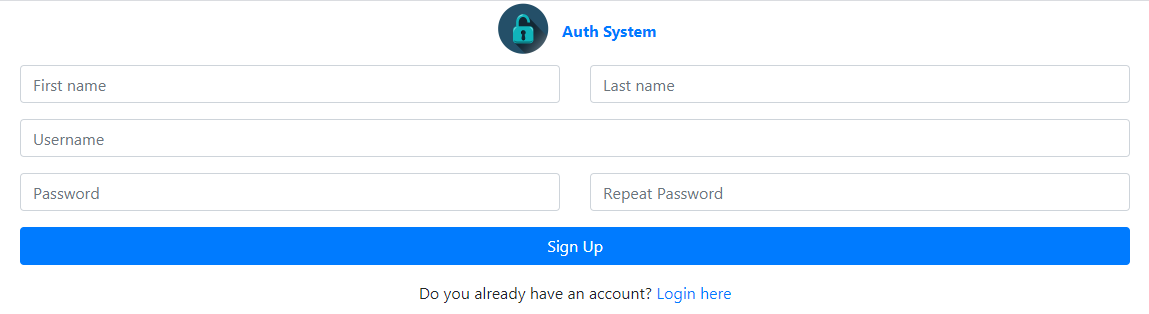 Auth System
First name Last name
Username
Password Repeat Password
Sign Up
Do you already have an account? Login here